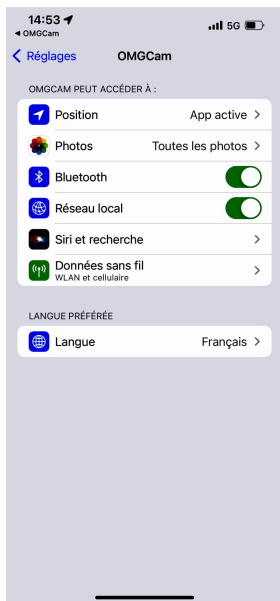 14:53
5G
OMGCam
Réglages
OMGCam
OMGCAM PEUT ACCÉDER À :
Position App active
Photos Toutes les photos
Bluetooth
Réseau local
Siri et recherche
Données sans fil
WLAN et cellulaire
LANGUE PRÉFÉRÉE
Langue Français